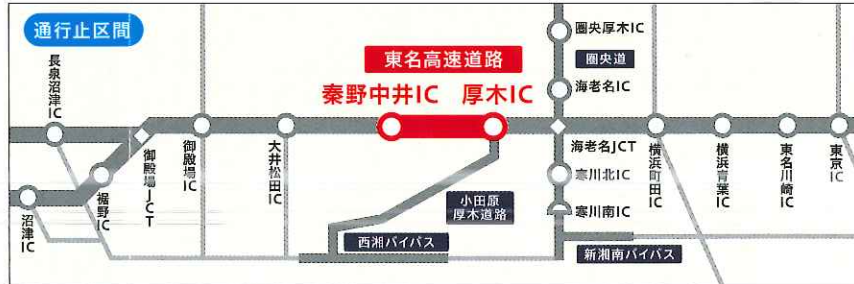 通行止区間
東名高速道路
秦野中井IC
厚木IC
圏央厚木IC
圏央道
海老名IC
海老名JCT
寒川北IC
寒川南IC
長泉沼津IC
沼津IC
裾野IC
御殿場JCT
御殿場IC
大井松田IC
小田原
厚木道路
西湘バイパス
新湘南バイパス
横浜町田IC
横浜青葉IC
東名川崎IC
東京IC